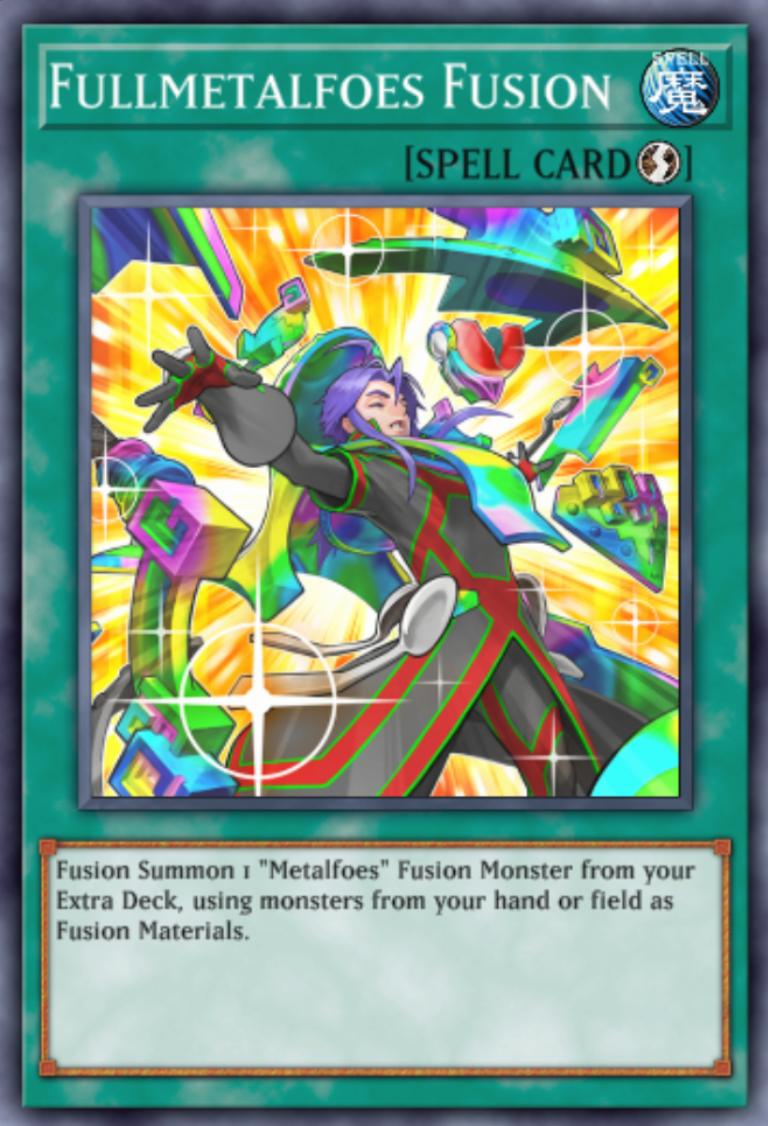 Fullmetalfoes Fusion
SPELL
魔
[SPELL CARD]
Fusion Summon 1 "Metalfoes" Fusion Monster from your
Extra Deck, using monsters from your hand or field as
Fusion Materials.